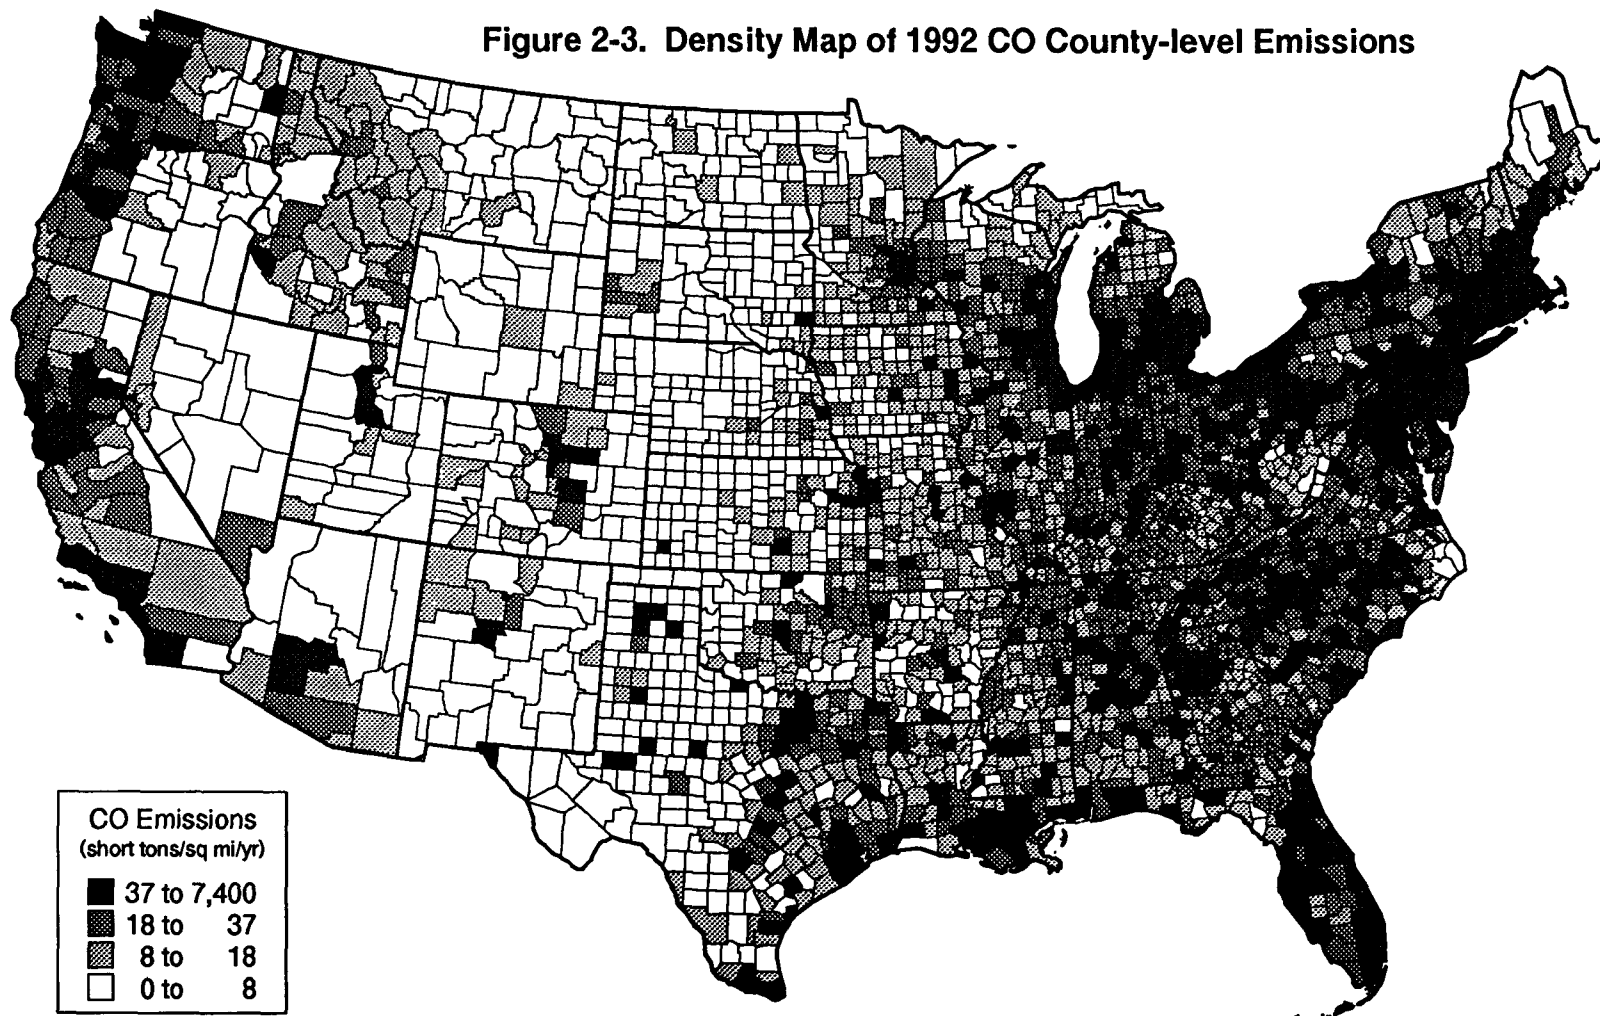 Figure 2-3. Density Map of 1992 CO County-level Emissions
CO Emissions
(short tons/sq mi/yr)
37 to 7,400
18 to 37
8 to 18
0 to 8